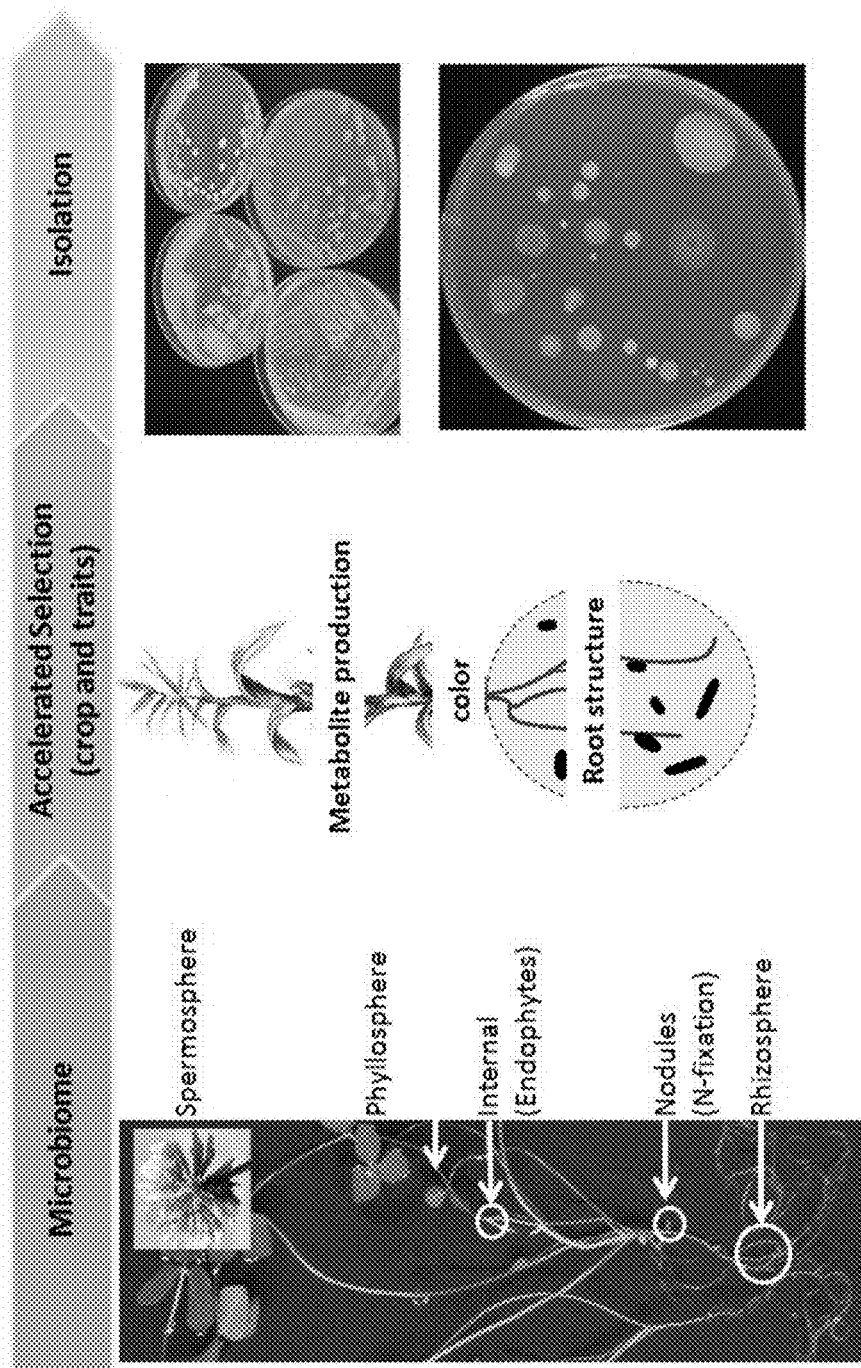 Microbiome
Accelerated Selection
(crop and traits)
Isolation
Spermosphere
Phyllosphere
Internal
(Endophytes)
Nodules
(N-fixation)
Rhizosphere
Metabolite production
color
Root structure